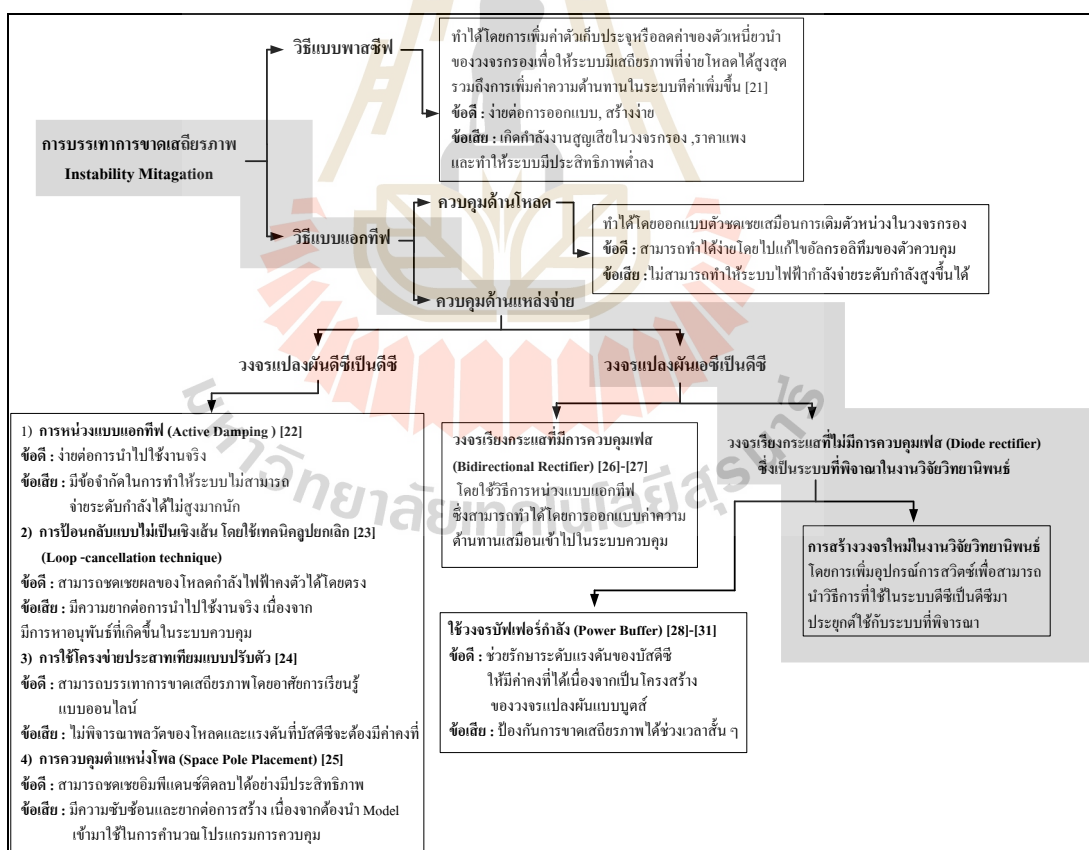 วิธีแบบพาสซีฟ
ทำได้โดยการเพิ่มค่าตัวเก็บประจุหรือลดค่าของตัวเหนี่ยวนำ
ของวงจรกรองเพื่อให้ระบบมีเสถียรภาพที่จ่ายโหลดได้สูงสุด
รวมถึงการเพิ่มค่าความต้านทานในระบบที่ค่าเพิ่มขึ้น [21]
ข้อดี : ง่ายต่อการออกแบบ, สร้างง่าย
ข้อเสีย : เกิดกำลังงานสูญเสียในวงจรกรอง ,ราคาแพง
และทำให้ระบบมีประสิทธิภาพต่ำลง
การบรรเทาการขาดเสถียรภาพ
Instability Mitagation
วิธีแบบแอกทีฟ
ควบคุมด้านโหลด
ทำได้โดยออกแบบตัวชดเชยเสมือนการเติมตัวหน่วงในวงจรกรอง
ข้อดี : สามารถทำได้ง่ายโดยไปแก้ไขอัลกรอลิทึมของตัวควบคุม
ข้อเสีย : ไม่สามารถทำให้ระบบไฟฟ้ากำลังจ่ายระดับกำลังสูงขึ้นได้
ควบคุมด้านแหล่งจ่าย
วงจรแปลงผันดีซีเป็นดีซี
วงจรแปลงผันเอซีเป็นดีซี
1) การหน่วงแบบแอกทีฟ (Active Damping ) [22]
ข้อดี : ง่ายต่อการนำไปใช้งานจริง
ข้อเสีย : มีข้อจำกัดในการทำให้ระบบไม่สามารถ
จ่ายระดับกำลังได้ไม่สูงมากนัก
2) การป้อนกลับแบบไม่เป็นเชิงเส้น โดยใช้เทคนิคลูปยกเลิก [23]
(Loop -cancellation technique)
ข้อดี : สามารถชดเชยผลของโหลดกำลังไฟฟ้าคงตัวได้โดยตรง
ข้อเสีย : มีความยากต่อการนำไปใช้งานจริง เนื่องจาก
มีการหาอนุพันธ์ที่เกิดขึ้นในระบบควบคุม
3) การใช้โครงข่ายประสาทเทียมแบบปรับตัว [24]
ข้อดี : สามารถบรรเทาการขาดเสถียรภาพโดยอาศัยการเรียนรู้
แบบออนไลน์
ข้อเสีย : ไม่พิจารณาพลวัตของโหลดและแรงดันที่บัสดีซีจะต้องมีค่าคงที่
4) การควบคุมตำแหน่งโพล (Space Pole Placement) [25]
ข้อดี : สามารถชดเชยอิมพีแดนซ์ติดลบได้อย่างมีประสิทธิภาพ
ข้อเสีย : มีความซับซ้อนและยากต่อการสร้าง เนื่องจากต้องนำ Model
เข้ามาใช้ในการคำนวณโปรแกรมการควบคุม
วงจรเรียงกระแสที่มีการควบคุมเฟส
(Bidirectional Rectifier) [26]-[27]
โดยใช้วิธีการหน่วงแบบแอกทีฟ
ซึ่งสามารถทำได้โดยการออกแบบค่าความ
ต้านทานเสมือนเข้าไปในระบบควบคุม
วงจรเรียงกระแสที่ไม่มีการควบคุมเฟส (Diode rectifier)
ซึ่งเป็นระบบที่พิจาณาในงานวิจัยวิทยานิพนธ์
การสร้างวงจรใหม่ในงานวิจัยวิทยานิพนธ์
โดยการเพิ่มอุปกรณ์การสวิตซ์เพื่อสามารถ
นำวิธีการที่ใช้ในระบบดีซีเป็นดีซีมา
ประยุกต์ใช้กับระบบที่พิจารณา
ใช้วงจรบัฟเฟอร์กำลัง (Power Buffer) [28]-[31]
ข้อดี : ช่วยรักษาระดับแรงดันของบัสดีซี
ให้มีค่าคงที่ได้เนื่องจากเป็นโครงสร้าง
ของวงจรแปลงผันแบบบูตส์
ข้อเสีย : ป้องกันการขาดเสถียรภาพได้ช่วงเวลาสั้น ๆ
มหาวิทยาลัยเทคโนโลยีสุรนารี